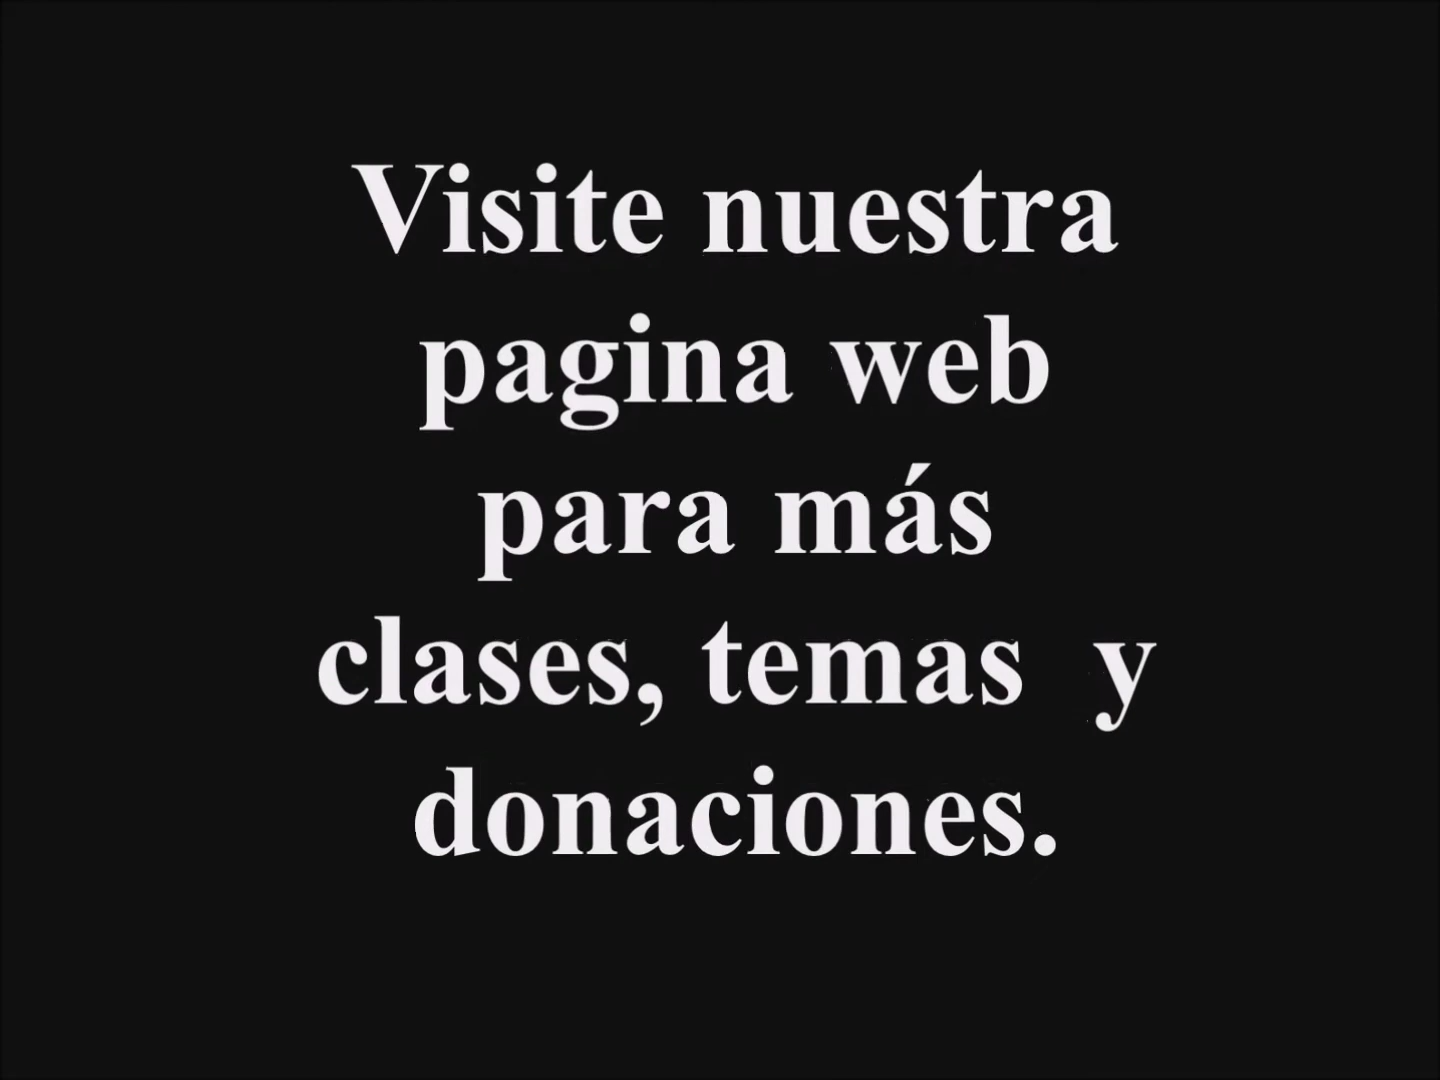 Visite nuestra
pagina web
para más
clases, temas  y
donaciones.